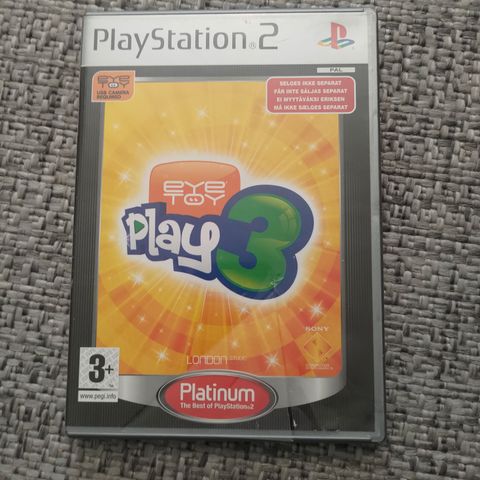 PlayStation®2
PAL
EYE TOY
USB CAMERA REQUIRED
SELGES IKKE SEPARAT
FÅR INTE SÄLJAS SEPARAT
EI MYYTÄVÄKSI ERIKSEEN
MÅ IKKE SÆLGES SEPARAT
EYE
TOY
Play 3
LONDON STUDIO
SONY
3+
www.pegi.info
Platinum
The Best of PlayStation®2